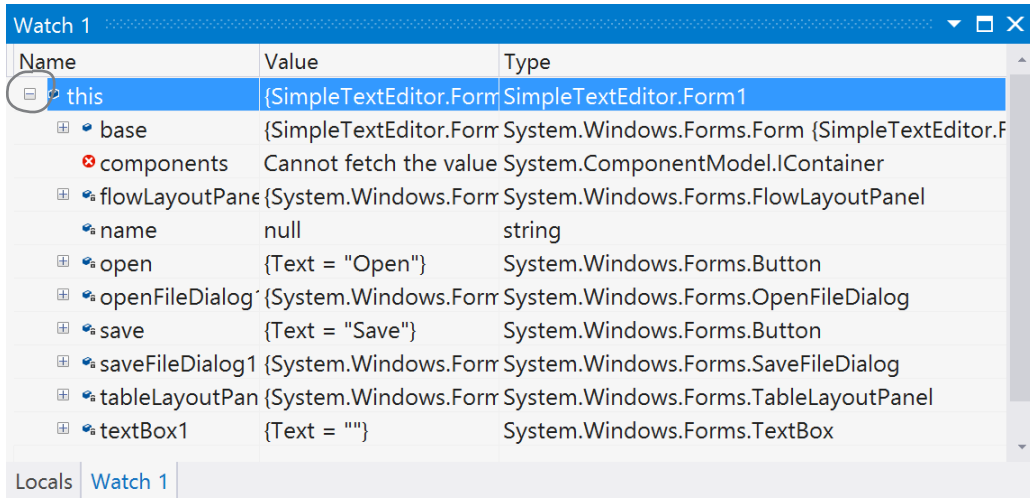 Watch 1
Name Value Type
this {SimpleTextEditor.Form SimpleTextEditor.Form1
base {SimpleTextEditor.Form System.Windows.Forms.Form {SimpleTextEditor.F
components Cannot fetch the value System.ComponentModel.IContainer
flowLayoutPane {System.Windows.Form System.Windows.Forms.FlowLayoutPanel
name null string
open {Text = "Open"} System.Windows.Forms.Button
openFileDialog1 {System.Windows.Form System.Windows.Forms.OpenFileDialog
save {Text = "Save"} System.Windows.Forms.Button
saveFileDialog1 {System.Windows.Form System.Windows.Forms.SaveFileDialog
tableLayoutPan {System.Windows.Form System.Windows.Forms.TableLayoutPanel
textBox1 {Text = ""} System.Windows.Forms.TextBox
Locals Watch 1